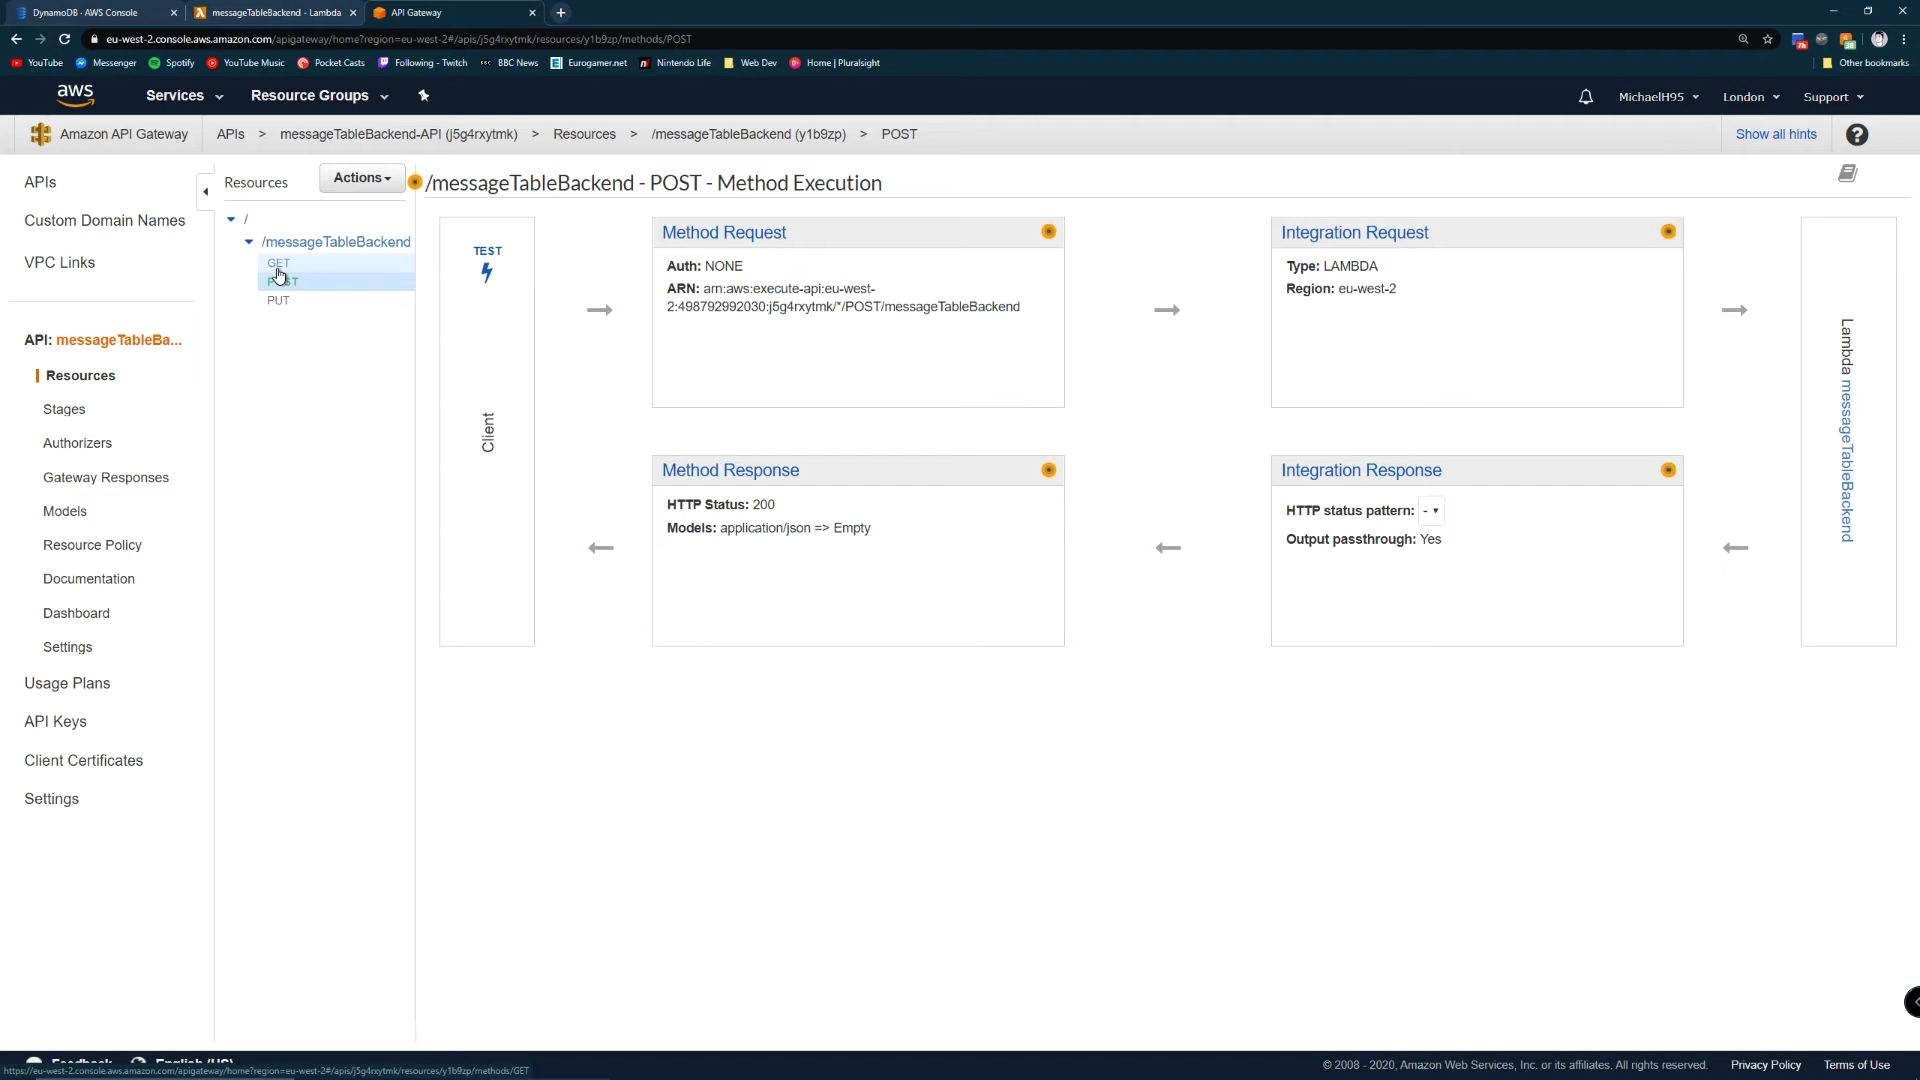 DynamoDB · AWS Console
messageTableBackend - Lambda
API Gateway
eu-west-2.console.aws.amazon.com/apigateway/home?region=eu-west-2#/apis/j5g4rxytmk/resources/y1b9zp/methods/POST
YouTube
Messenger
Spotify
YouTube Music
Pocket Casts
Following - Twitch
BBC News
Eurogamer.net
Nintendo Life
Web Dev
Home | Pluralsight
Other bookmarks
aws
Services
Resource Groups
MichaelH95
London
Support
Amazon API Gateway
APIs > messageTableBackend-API (j5g4rxytmk) > Resources > /messageTableBackend (y1b9zp) > POST
Show all hints
APIs
Custom Domain Names
VPC Links
API: messageTableBa...
Resources
Stages
Authorizers
Gateway Responses
Models
Resource Policy
Documentation
Dashboard
Settings
Usage Plans
API Keys
Client Certificates
Settings
Resources
Actions
/
/messageTableBackend
GET
POST
PUT
/messageTableBackend - POST - Method Execution
TEST
Client
Method Request
Auth: NONE
ARN: arn:aws:execute-api:eu-west-
2:498792992030:j5g4rxytmk/*/POST/messageTableBackend
Integration Request
Type: LAMBDA
Region: eu-west-2
Method Response
HTTP Status: 200
Models: application/json => Empty
Integration Response
HTTP status pattern: -
Output passthrough: Yes
Lambda messageTableBackend
Feedback
English (US)
https://eu-west-2.console.aws.amazon.com/apigateway/home?region=eu-west-2#/apis/j5g4rxytmk/resources/y1b9zp/methods/GET
© 2008 - 2020, Amazon Web Services, Inc. or its affiliates. All rights reserved.
Privacy Policy
Terms of Use